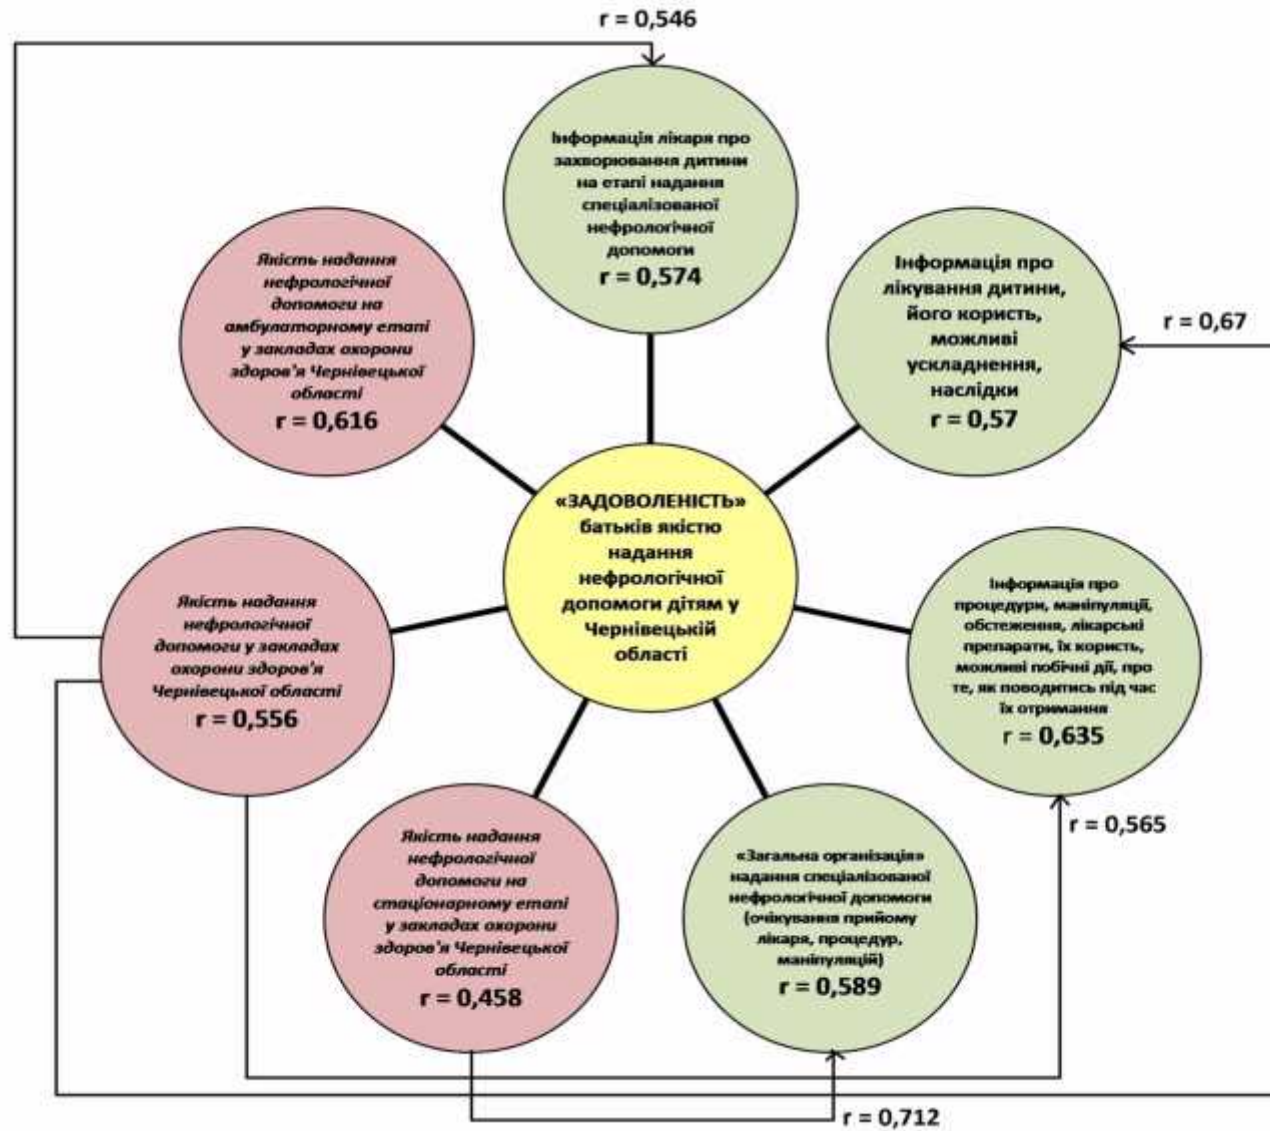 r = 0,546
Інформація лікаря про
захворювання дитини
на етапі надання
спеціалізованої
нефрологічної
допомоги
r = 0,574
Якість надання
нефрологічної
допомоги на
амбулаторному етапі
у закладах охорони
здоров'я Чернівецької
області
r = 0,616
Інформація про
лікування дитини,
його користь,
можливі
ускладнення,
наслідки
r = 0,57
r = 0,67
«ЗАДОВОЛЕНІСТЬ»
батьків якістю
надання
нефрологічної
допомоги дітям у
Чернівецькій
області
Якість надання
нефрологічної
допомоги у закладах
охорони здоров'я
Чернівецької області
r = 0,556
Інформація про
процедури, маніпуляції,
обстеження, лікарські
препарати, їх користь,
можливі побічні дії, про
те, як поводитись під час
їх отримання
r = 0,635
r = 0,565
Якість надання
нефрологічної
допомоги на
стаціонарному етапі
у закладах охорони
здоров'я Чернівецької
області
r = 0,458
«Загальна організація»
надання спеціалізованої
нефрологічної допомоги
(очікування прийому
лікаря, процедур,
маніпуляцій)
r = 0,589
r = 0,712